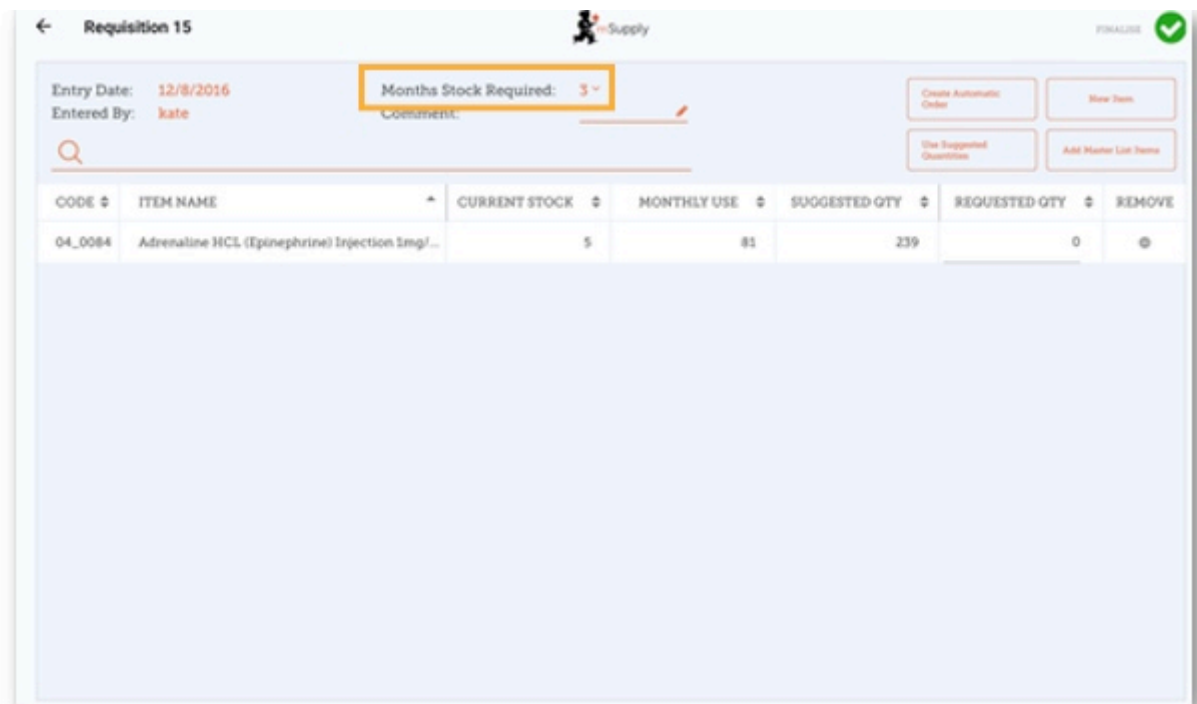 Requisition 15
mSupply
FINALISE
Entry Date: 12/8/2016
Months Stock Required: 3
Entered By: kate
Comment:
Create Automatic Order
New Item
Use Suggested Quantities
Add Master List Items
CODE ITEM NAME CURRENT STOCK MONTHLY USE SUGGESTED QTY REQUESTED QTY REMOVE
04_0084 Adrenaline HCL (Epinephrine) Injection 1mg/... 5 81 239 0